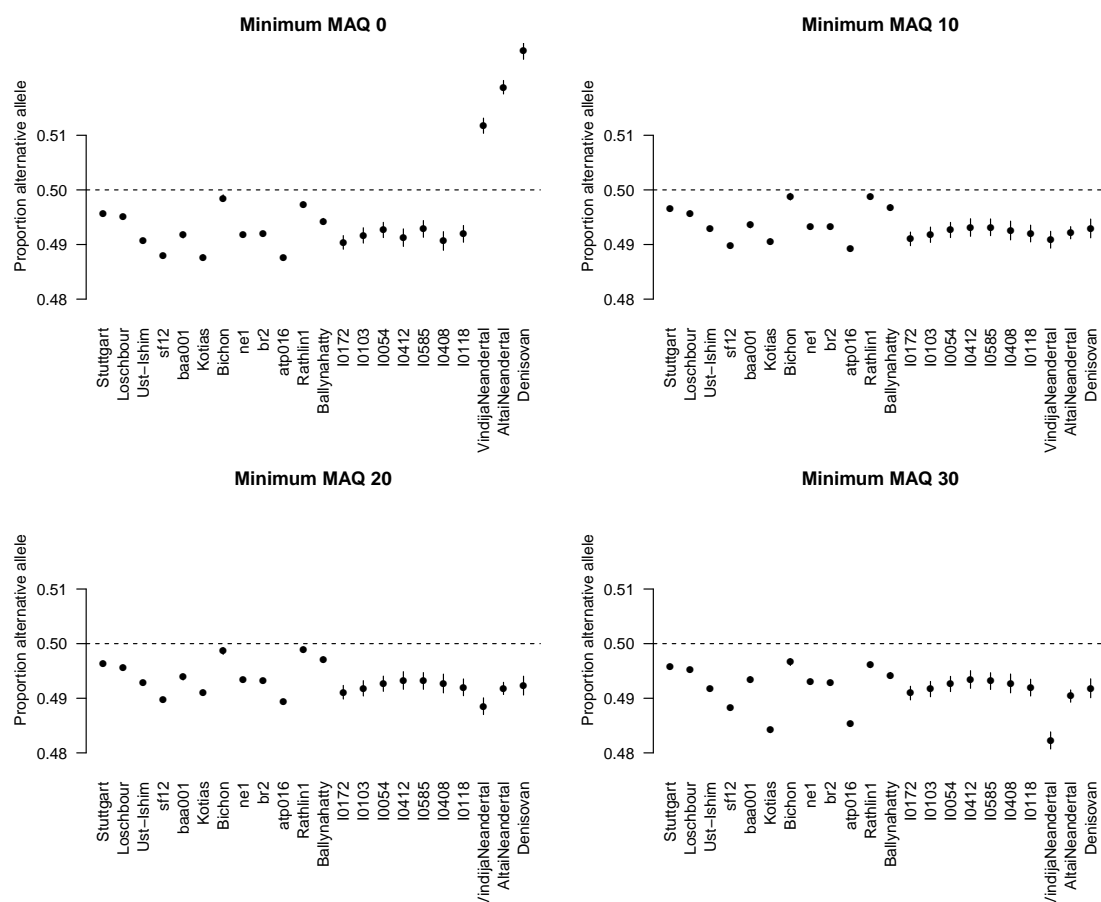 Minimum MAQ 0
Proportion alternative allele
0.51
0.50
0.49
0.48
Stuttgart
Loschbour
Ust−Ishim
sf12
baa001
Kotias
Bichon
ne1
br2
atp016
Rathlin1
Ballynahatty
I0172
I0103
I0054
I0412
I0585
I0408
I0118
VindijaNeandertal
AltaiNeandertal
Denisovan
Minimum MAQ 10
Proportion alternative allele
0.51
0.50
0.49
0.48
Stuttgart
Loschbour
Ust−Ishim
sf12
baa001
Kotias
Bichon
ne1
br2
atp016
Rathlin1
Ballynahatty
I0172
I0103
I0054
I0412
I0585
I0408
I0118
VindijaNeandertal
AltaiNeandertal
Denisovan
Minimum MAQ 20
Proportion alternative allele
0.51
0.50
0.49
0.48
Stuttgart
Loschbour
Ust−Ishim
sf12
baa001
Kotias
Bichon
ne1
br2
atp016
Rathlin1
Ballynahatty
I0172
I0103
I0054
I0412
I0585
I0408
I0118
VindijaNeandertal
AltaiNeandertal
Denisovan
Minimum MAQ 30
Proportion alternative allele
0.51
0.50
0.49
0.48
Stuttgart
Loschbour
Ust−Ishim
sf12
baa001
Kotias
Bichon
ne1
br2
atp016
Rathlin1
Ballynahatty
I0172
I0103
I0054
I0412
I0585
I0408
I0118
VindijaNeandertal
AltaiNeandertal
Denisovan